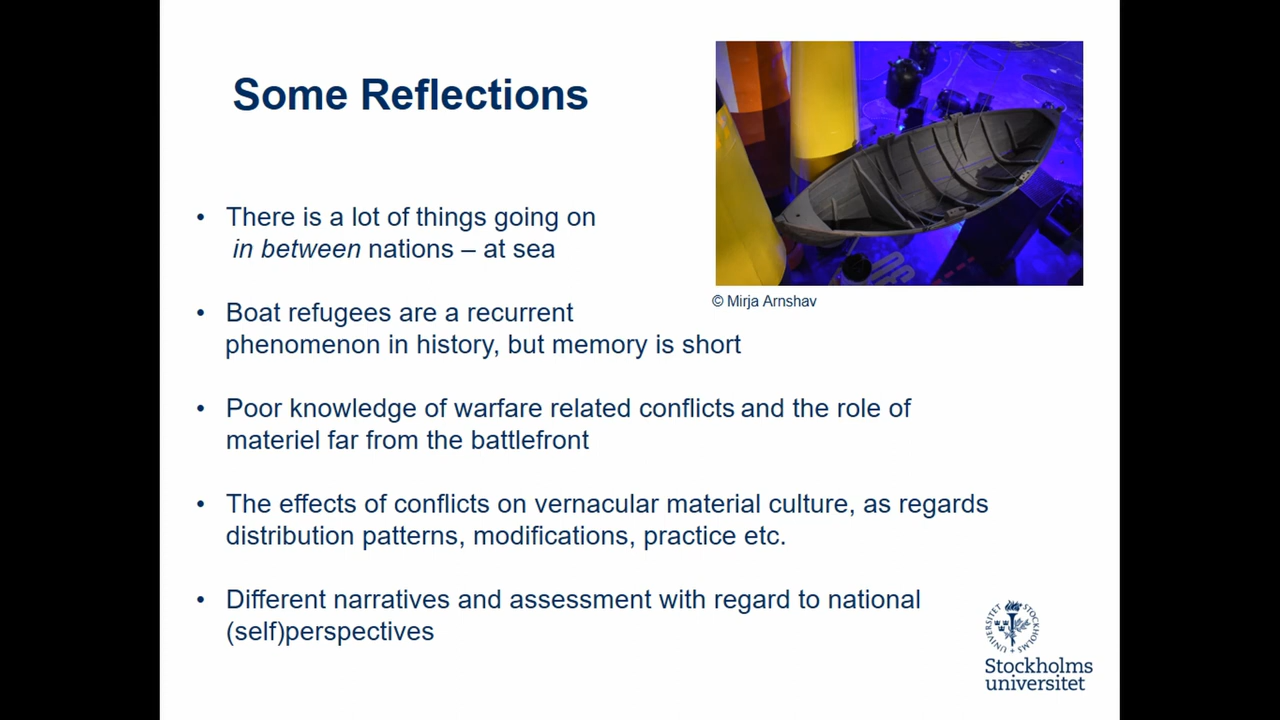 Some Reflections
• There is a lot of things going on
in between nations – at sea
© Mirja Arnshav
• Boat refugees are a recurrent
phenomenon in history, but memory is short
• Poor knowledge of warfare related conflicts and the role of
materiel far from the battlefront
• The effects of conflicts on vernacular material culture, as regards
distribution patterns, modifications, practice etc.
• Different narratives and assessment with regard to national
(self)perspectives
STOCKHOLMS UNIVERSITET
Stockholms
universitet